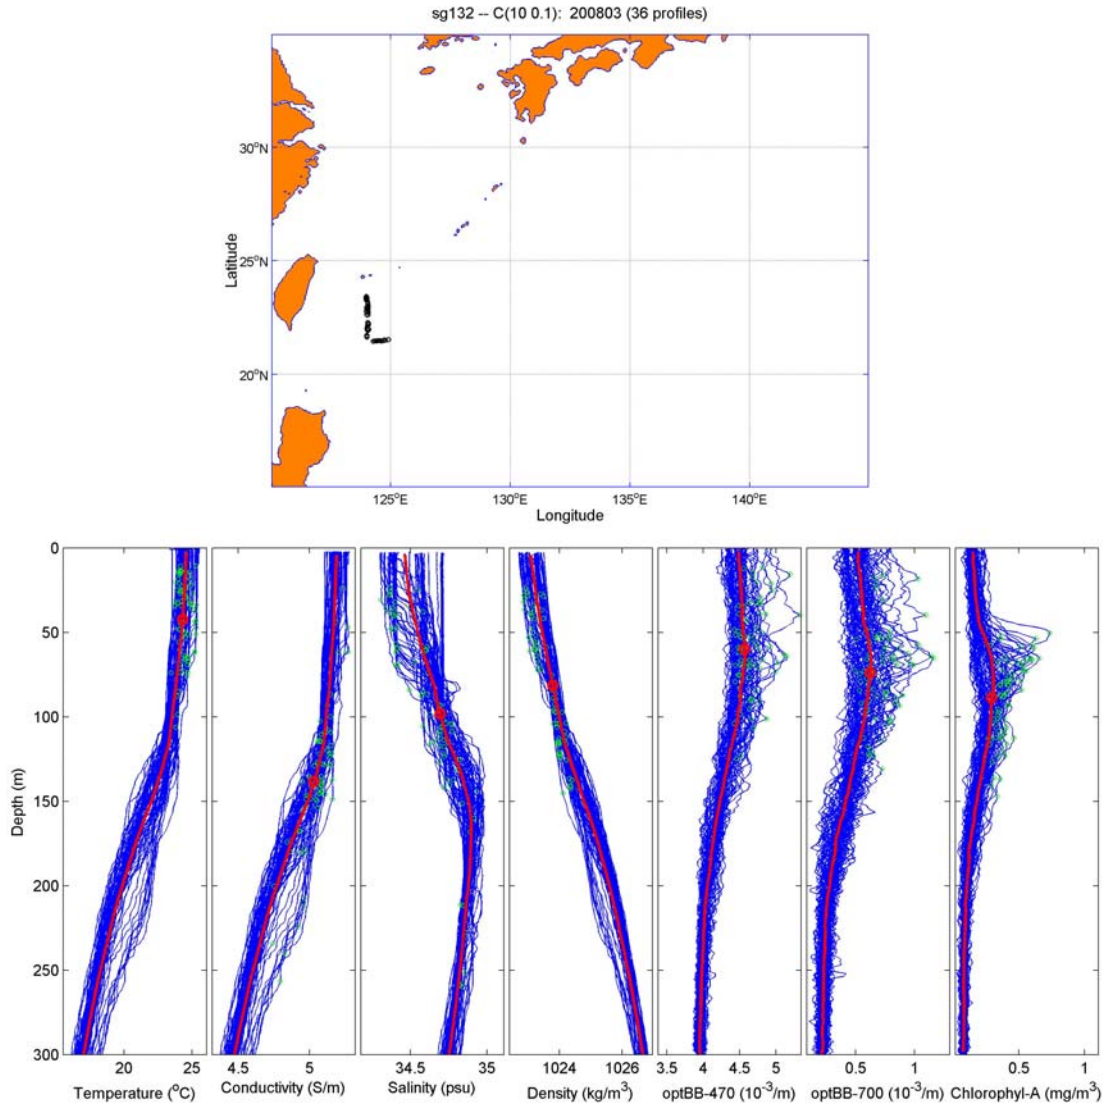 sg132 -- C(10 0.1): 200803 (36 profiles)
30°N
25°N
20°N
Latitude
125°E 130°E 135°E 140°E
Longitude
0
50
100
150
200
250
300
Depth (m)
20 25
Temperature (°C)
4.5 5
Conductivity (S/m)
34.5 35
Salinity (psu)
1024 1026
Density (kg/m³)
3.5 4 4.5 5
optBB-470 (10⁻³/m)
0.5 1
optBB-700 (10⁻³/m)
0.5 1
Chlorophyl-A (mg/m³)